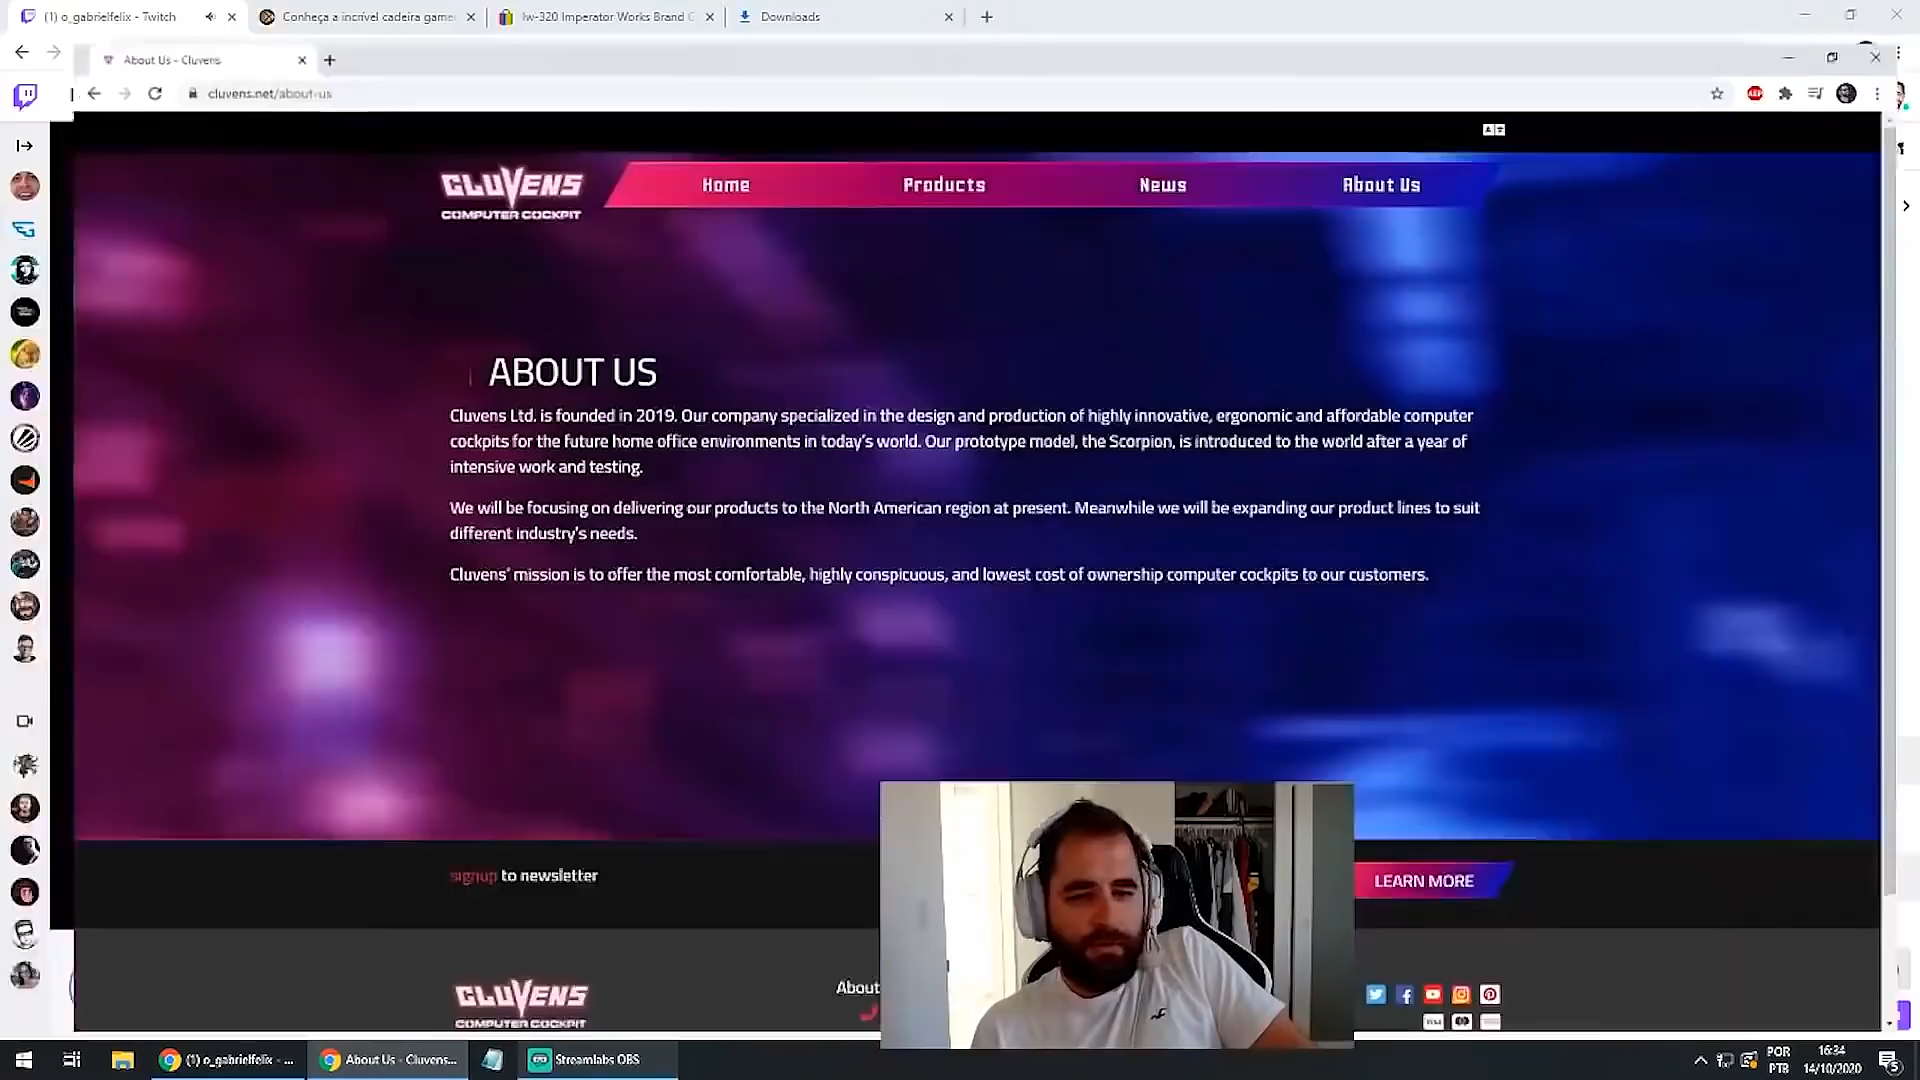 (1) o_gabrielfelix - Twitch
Conheça a incrível cadeira game
Iw-320 Imperator Works Brand
Downloads
About Us - Cluvens
cluvens.net/about-us
CLUVENS
COMPUTER COCKPIT
Home
Products
News
About Us
ABOUT US
Cluvens Ltd. is founded in 2019. Our company specialized in the design and production of highly innovative, ergonomic and affordable computer
cockpits for the future home office environments in today's world. Our prototype model, the Scorpion, is introduced to the world after a year of
intensive work and testing.
We will be focusing on delivering our products to the North American region at present. Meanwhile we will be expanding our product lines to suit
different industry's needs.
Cluvens' mission is to offer the most comfortable, highly conspicuous, and lowest cost of ownership computer cockpits to our customers.
signup to newsletter
LEARN MORE
CLUVENS
COMPUTER COCKPIT
About
(1) o_gabrielfelix - ...
About Us - Cluvens...
Streamlabs OBS
POR
PTB
16:34
14/10/2020
5